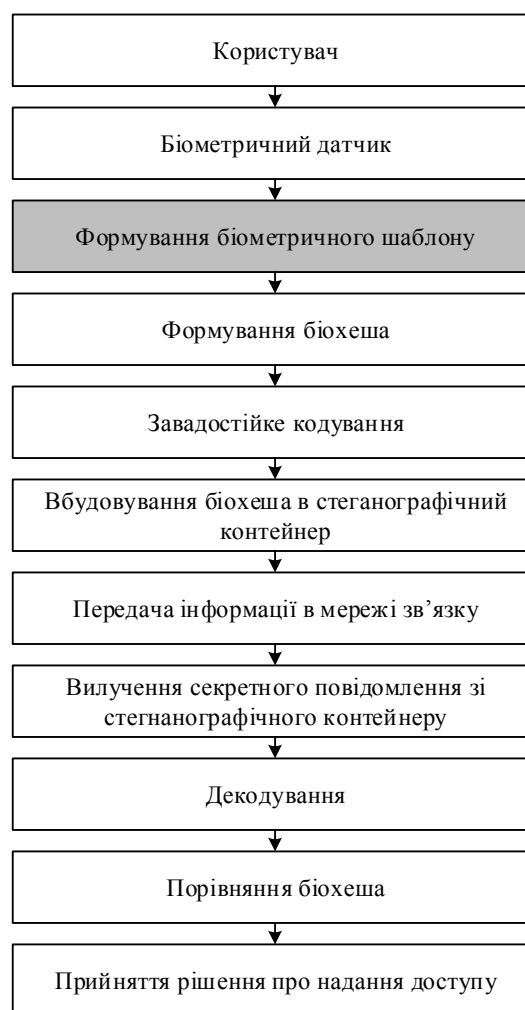 Користувач
Біометричний датчик
Формування біометричного шаблону
Формування біохеша
Завадостійке кодування
Вбудовування біохеша в стеганографічний
контейнер
Передача інформації в мережі зв’язку
Вилучення секретного повідомлення зі
стегнанографічного контейнеру
Декодування
Порівняння біохеша
Прийняття рішення про надання доступу